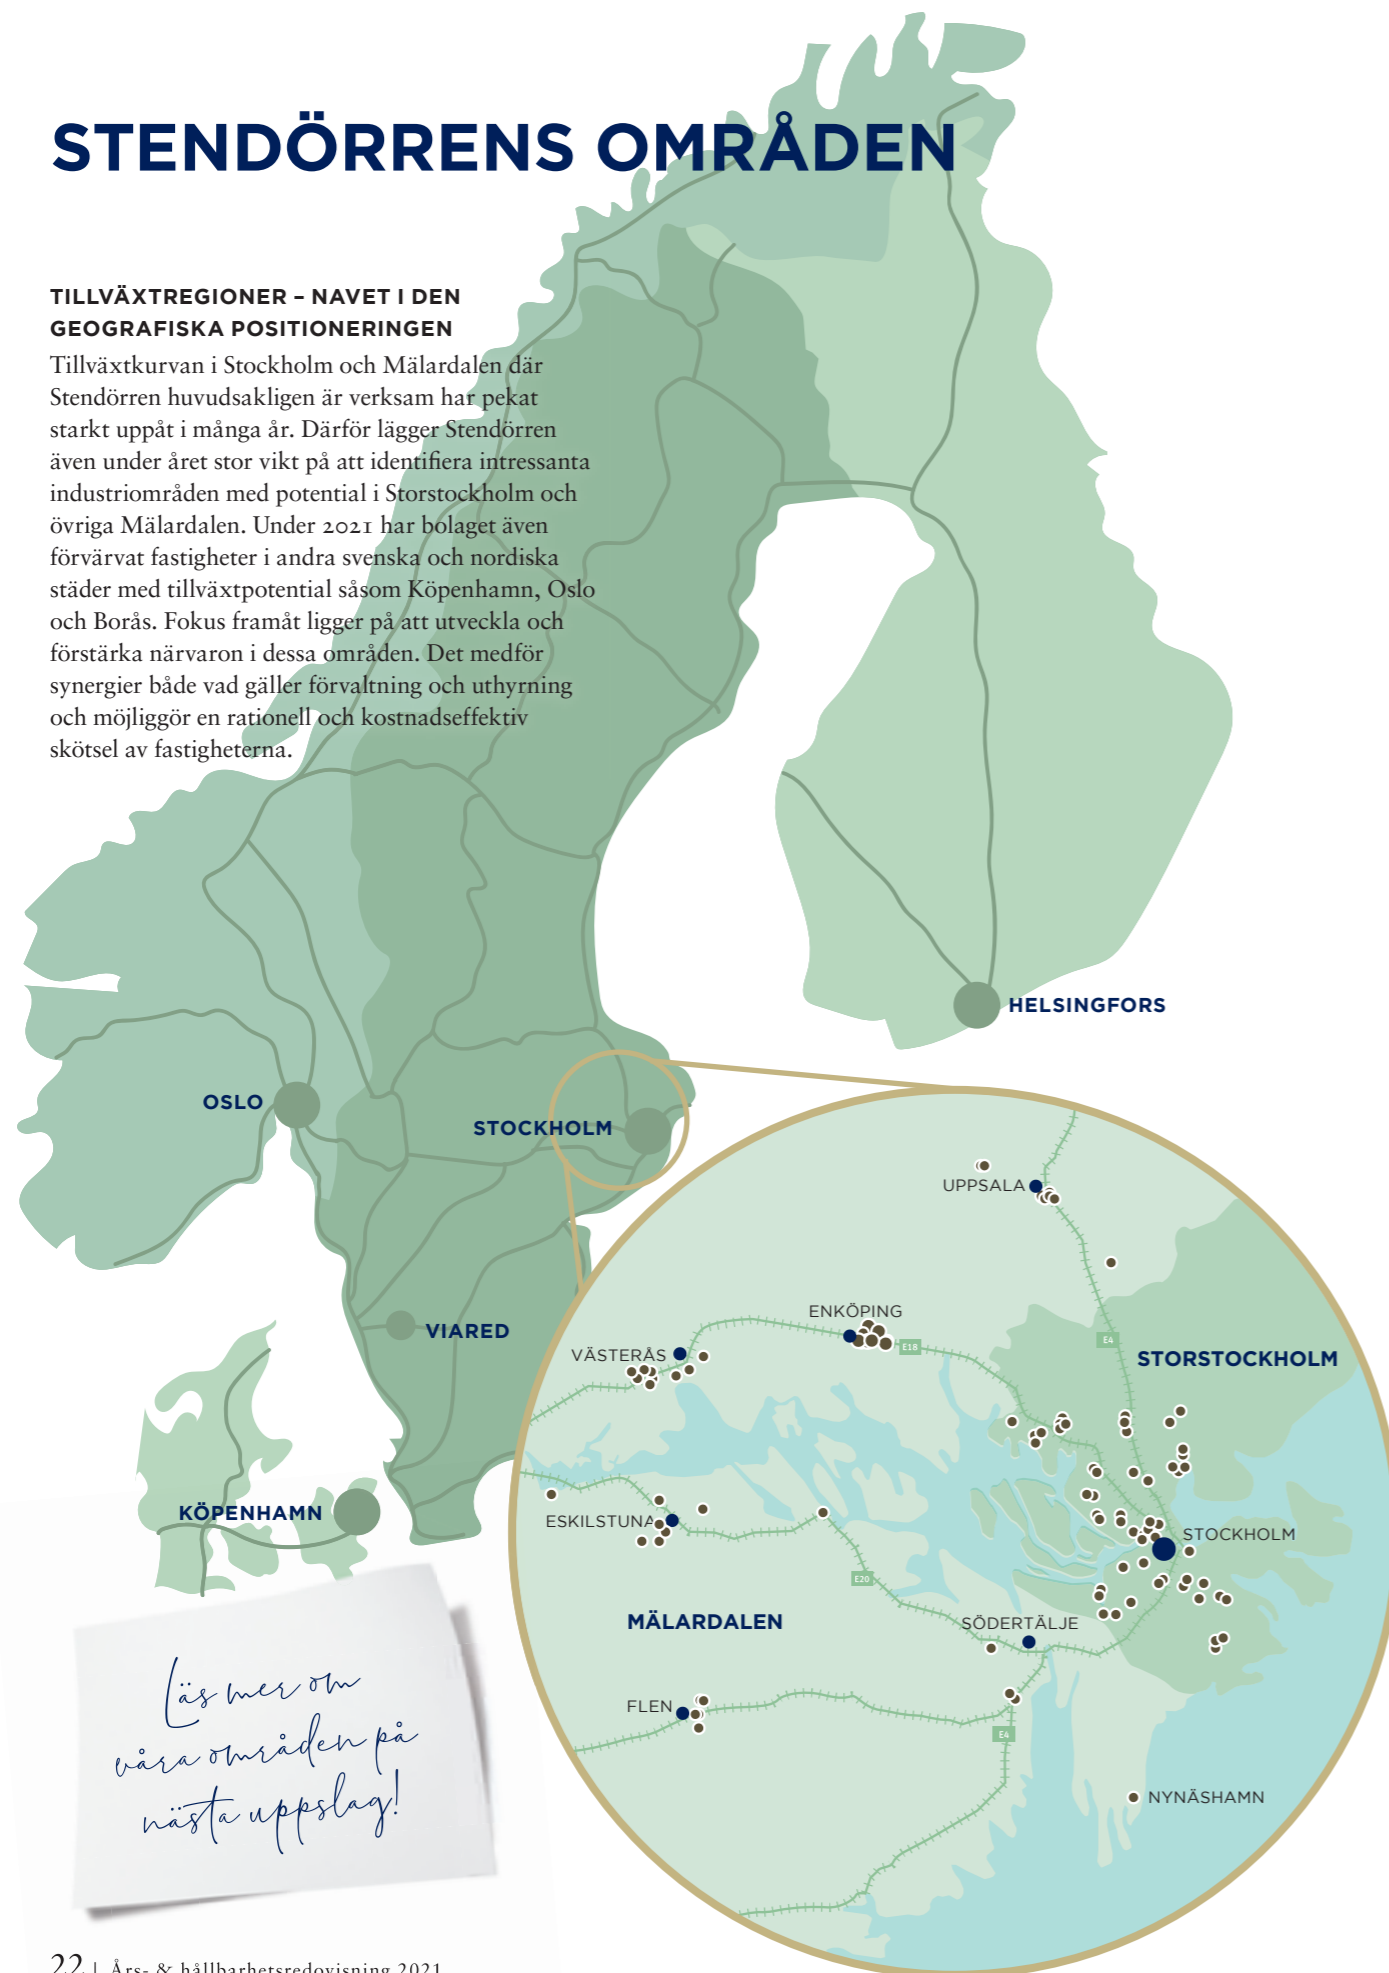 STENDÖRRENS OMRÅDEN
TILLVÄXTREGIONER – NAVET I DEN
GEOGRAFISKA POSITIONERINGEN
Tillväxtkurvan i Stockholm och Mälardalen där
Stendörren huvudsakligen är verksam har pekat
starkt uppåt i många år. Därför lägger Stendörren
även under året stor vikt på att identifiera intressanta
industriområden med potential i Storstockholm och
övriga Mälardalen. Under 2021 har bolaget även
förvärvat fastigheter i andra svenska och nordiska
städer med tillväxtpotential såsom Köpenhamn, Oslo
och Borås. Fokus framåt ligger på att utveckla och
förstärka närvaron i dessa områden. Det medför
synergier både vad gäller förvaltning och uthyrning
och möjliggör en rationell och kostnadseffektiv
skötsel av fastigheterna.
HELSINGFORS
OSLO
STOCKHOLM
VIARED
KÖPENHAMN
UPPSALA
ENKÖPING
E18
E4
VÄSTERÅS
STORSTOCKHOLM
ESKILSTUNA
STOCKHOLM
E20
MÄLARDALEN
SÖDERTÄLJE
FLEN
E4
NYNÄSHAMN
Läs mer om
våra områden på
nästa uppslag!
22 | Års- & hållbarhetsredovisning 2021